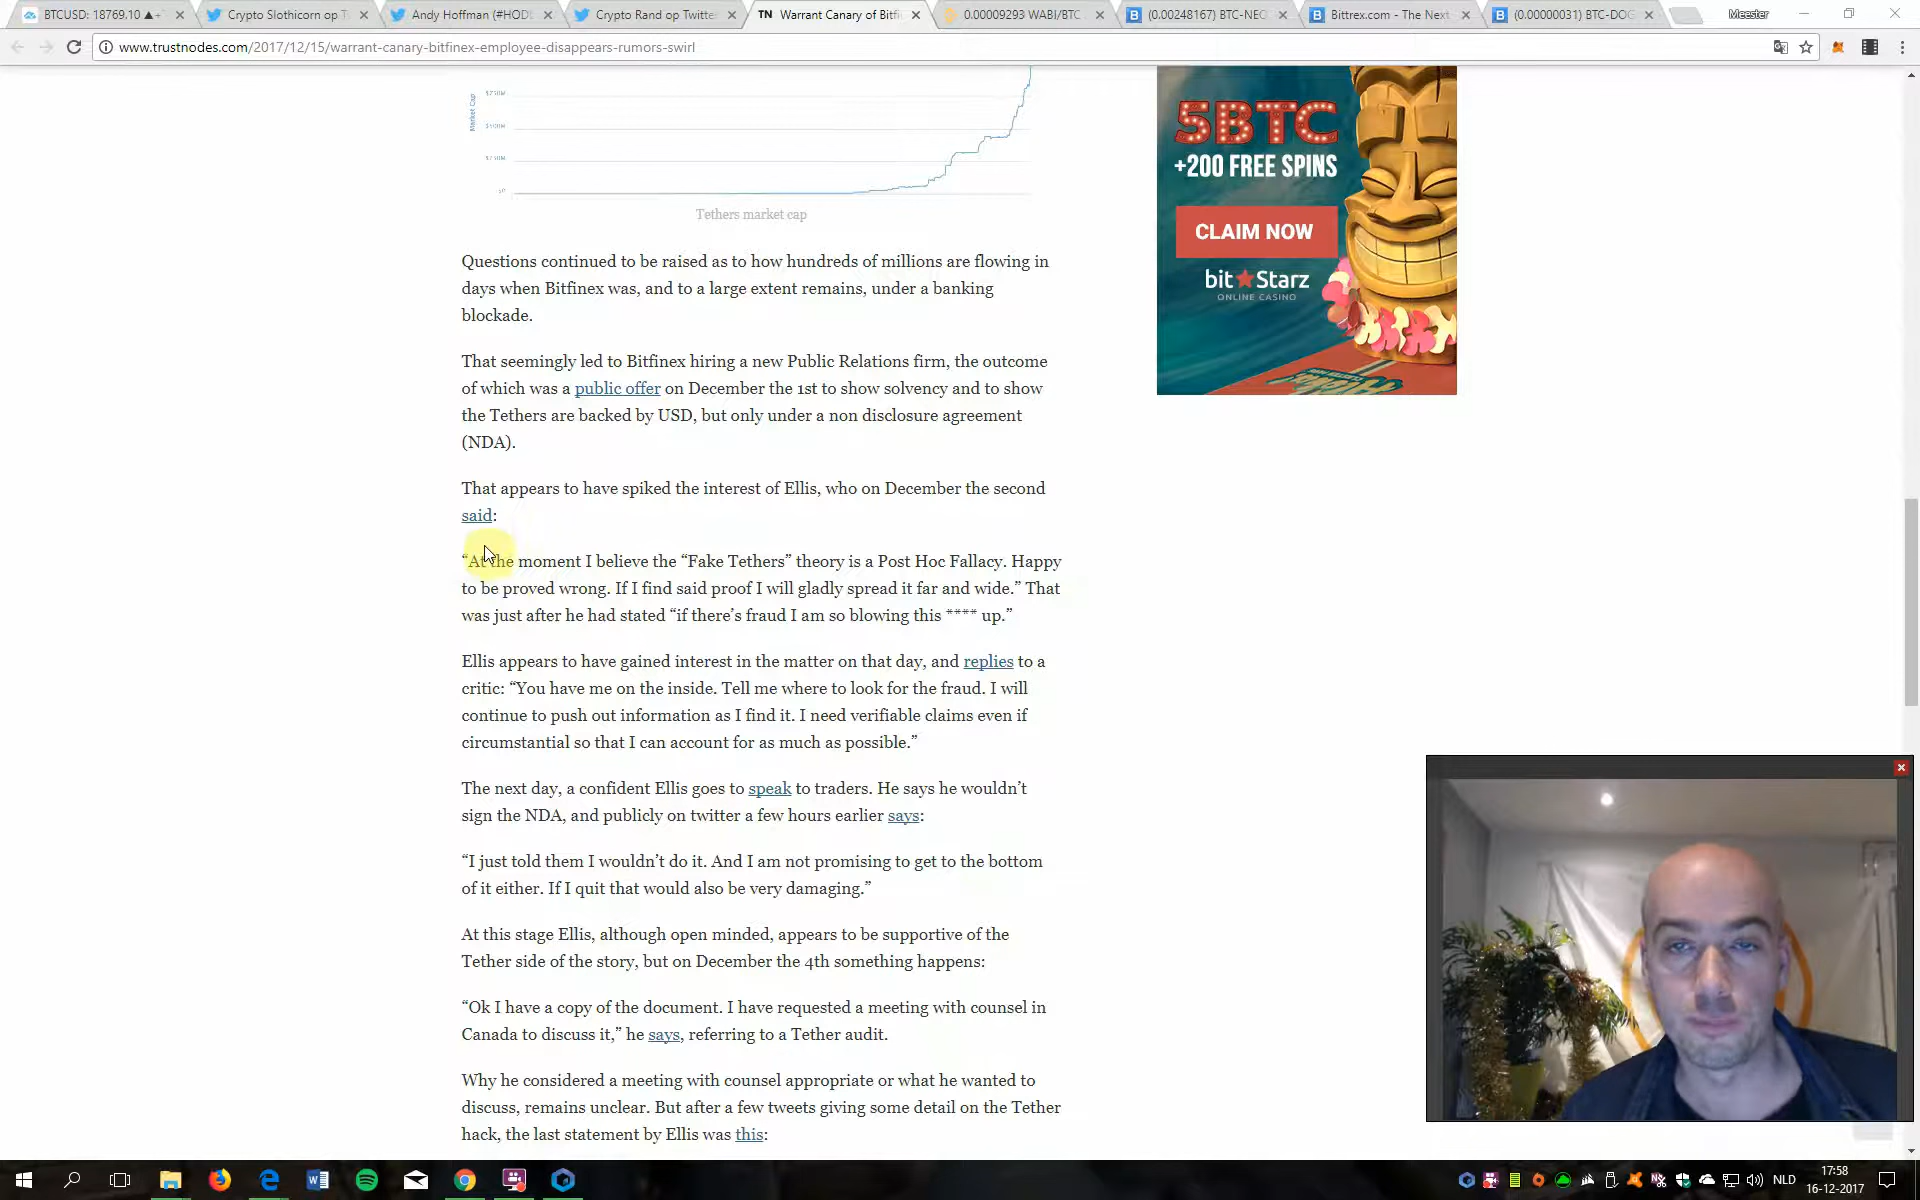 BTCUSD: 18769.10 ▲+
Crypto Slothicorn op T
Andy Hoffman (#HODL
Crypto Rand op Twitte
TN Warrant Canary of Bitfi
0.00009293 WABI/BTC
(0.00248167) BTC-NEO
Bittrex.com - The Next
(0.00000031) BTC-DOG
Meester
www.trustnodes.com/2017/12/15/warrant-canary-bitfinex-employee-disappears-rumors-swirl
Market Cap
$0
Tethers market cap
5BTC
+200 FREE SPINS
CLAIM NOW
bit★Starz
ONLINE CASINO
Questions continued to be raised as to how hundreds of millions are flowing in
days when Bitfinex was, and to a large extent remains, under a banking
blockade.
That seemingly led to Bitfinex hiring a new Public Relations firm, the outcome
of which was a public offer on December the 1st to show solvency and to show
the Tethers are backed by USD, but only under a non disclosure agreement
(NDA).
That appears to have spiked the interest of Ellis, who on December the second
said:
“At the moment I believe the “Fake Tethers” theory is a Post Hoc Fallacy. Happy
to be proved wrong. If I find said proof I will gladly spread it far and wide.” That
was just after he had stated “if there’s fraud I am so blowing this **** up.”
Ellis appears to have gained interest in the matter on that day, and replies to a
critic: “You have me on the inside. Tell me where to look for the fraud. I will
continue to push out information as I find it. I need verifiable claims even if
circumstantial so that I can account for as much as possible.”
The next day, a confident Ellis goes to speak to traders. He says he wouldn’t
sign the NDA, and publicly on twitter a few hours earlier says:
“I just told them I wouldn’t do it. And I am not promising to get to the bottom
of it either. If I quit that would also be very damaging.”
At this stage Ellis, although open minded, appears to be supportive of the
Tether side of the story, but on December the 4th something happens:
“Ok I have a copy of the document. I have requested a meeting with counsel in
Canada to discuss it,” he says, referring to a Tether audit.
Why he considered a meeting with counsel appropriate or what he wanted to
discuss, remains unclear. But after a few tweets giving some detail on the Tether
hack, the last statement by Ellis was this:
NLD
17:58
16-12-2017